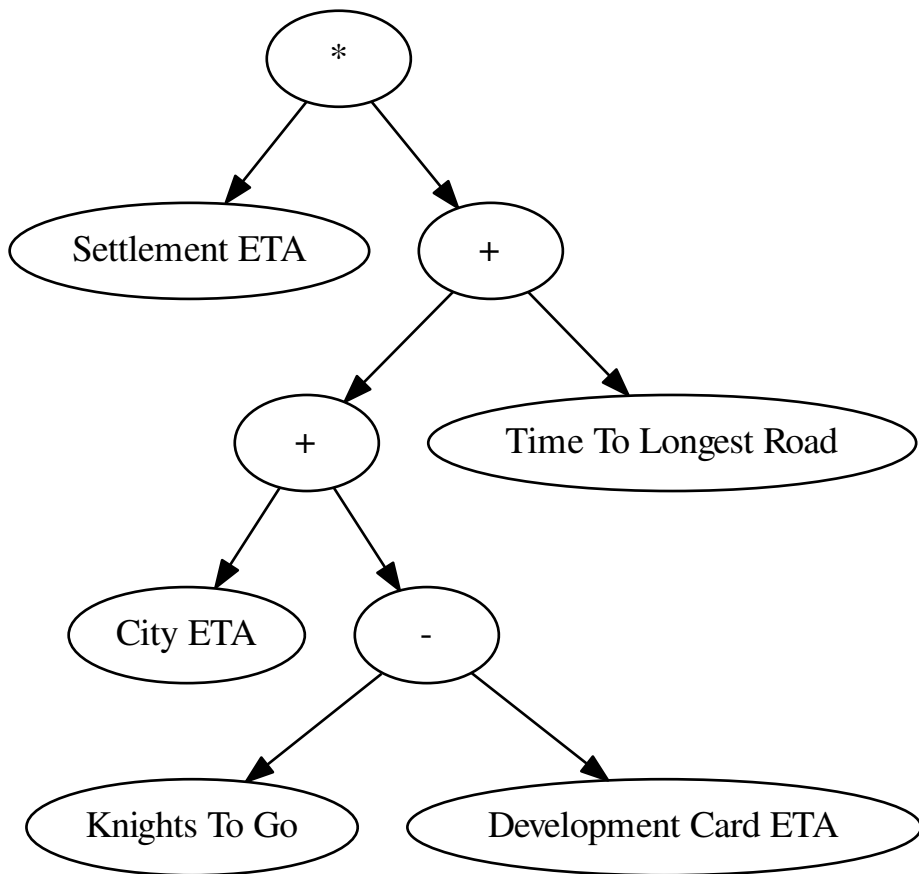 *
Settlement ETA
+
+
Time To Longest Road
City ETA
-
Knights To Go
Development Card ETA